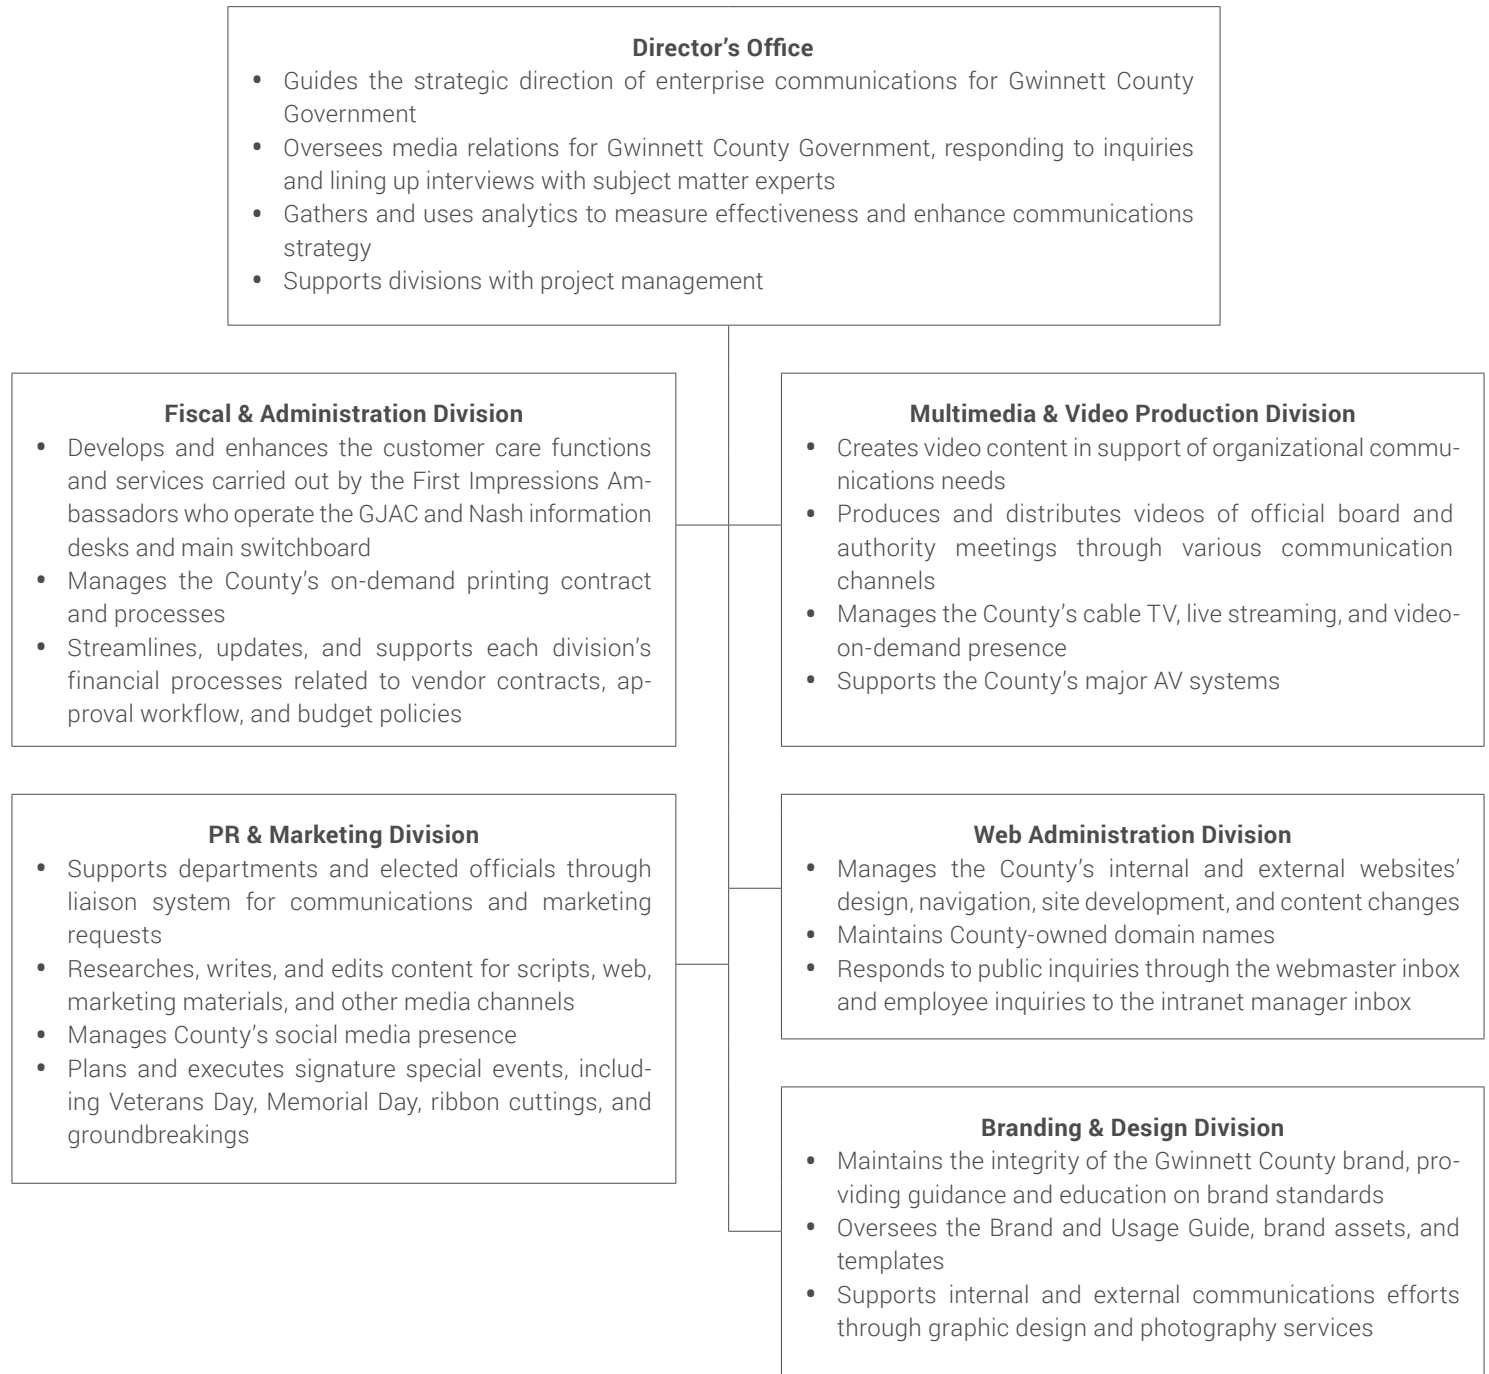 Director’s Office
• Guides the strategic direction of enterprise communications for Gwinnett County
Government
• Oversees media relations for Gwinnett County Government, responding to inquiries
and lining up interviews with subject matter experts
• Gathers and uses analytics to measure effectiveness and enhance communications
strategy
• Supports divisions with project management
Fiscal & Administration Division
• Develops and enhances the customer care functions
and services carried out by the First Impressions Am-
bassadors who operate the GJAC and Nash information
desks and main switchboard
• Manages the County’s on-demand printing contract
and processes
• Streamlines, updates, and supports each division’s
financial processes related to vendor contracts, ap-
proval workflow, and budget policies
Multimedia & Video Production Division
• Creates video content in support of organizational commu-
nications needs
• Produces and distributes videos of official board and
authority meetings through various communication
channels
• Manages the County’s cable TV, live streaming, and video-
on-demand presence
• Supports the County’s major AV systems
PR & Marketing Division
• Supports departments and elected officials through
liaison system for communications and marketing
requests
• Researches, writes, and edits content for scripts, web,
marketing materials, and other media channels
• Manages County’s social media presence
• Plans and executes signature special events, includ-
ing Veterans Day, Memorial Day, ribbon cuttings, and
groundbreakings
Web Administration Division
• Manages the County’s internal and external websites’
design, navigation, site development, and content changes
• Maintains County-owned domain names
• Responds to public inquiries through the webmaster inbox
and employee inquiries to the intranet manager inbox
Branding & Design Division
• Maintains the integrity of the Gwinnett County brand, pro-
viding guidance and education on brand standards
• Oversees the Brand and Usage Guide, brand assets, and
templates
• Supports internal and external communications efforts
through graphic design and photography services